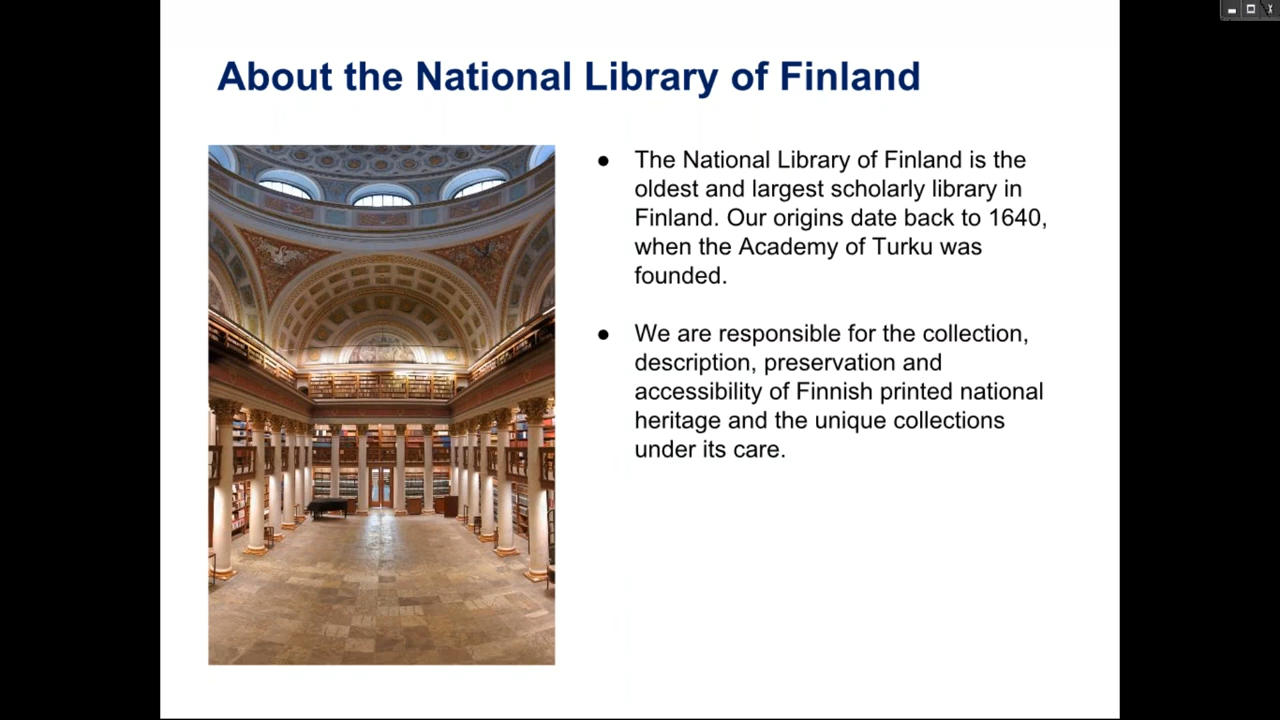 About the National Library of Finland
● The National Library of Finland is the
oldest and largest scholarly library in
Finland. Our origins date back to 1640,
when the Academy of Turku was
founded.
● We are responsible for the collection,
description, preservation and
accessibility of Finnish printed national
heritage and the unique collections
under its care.